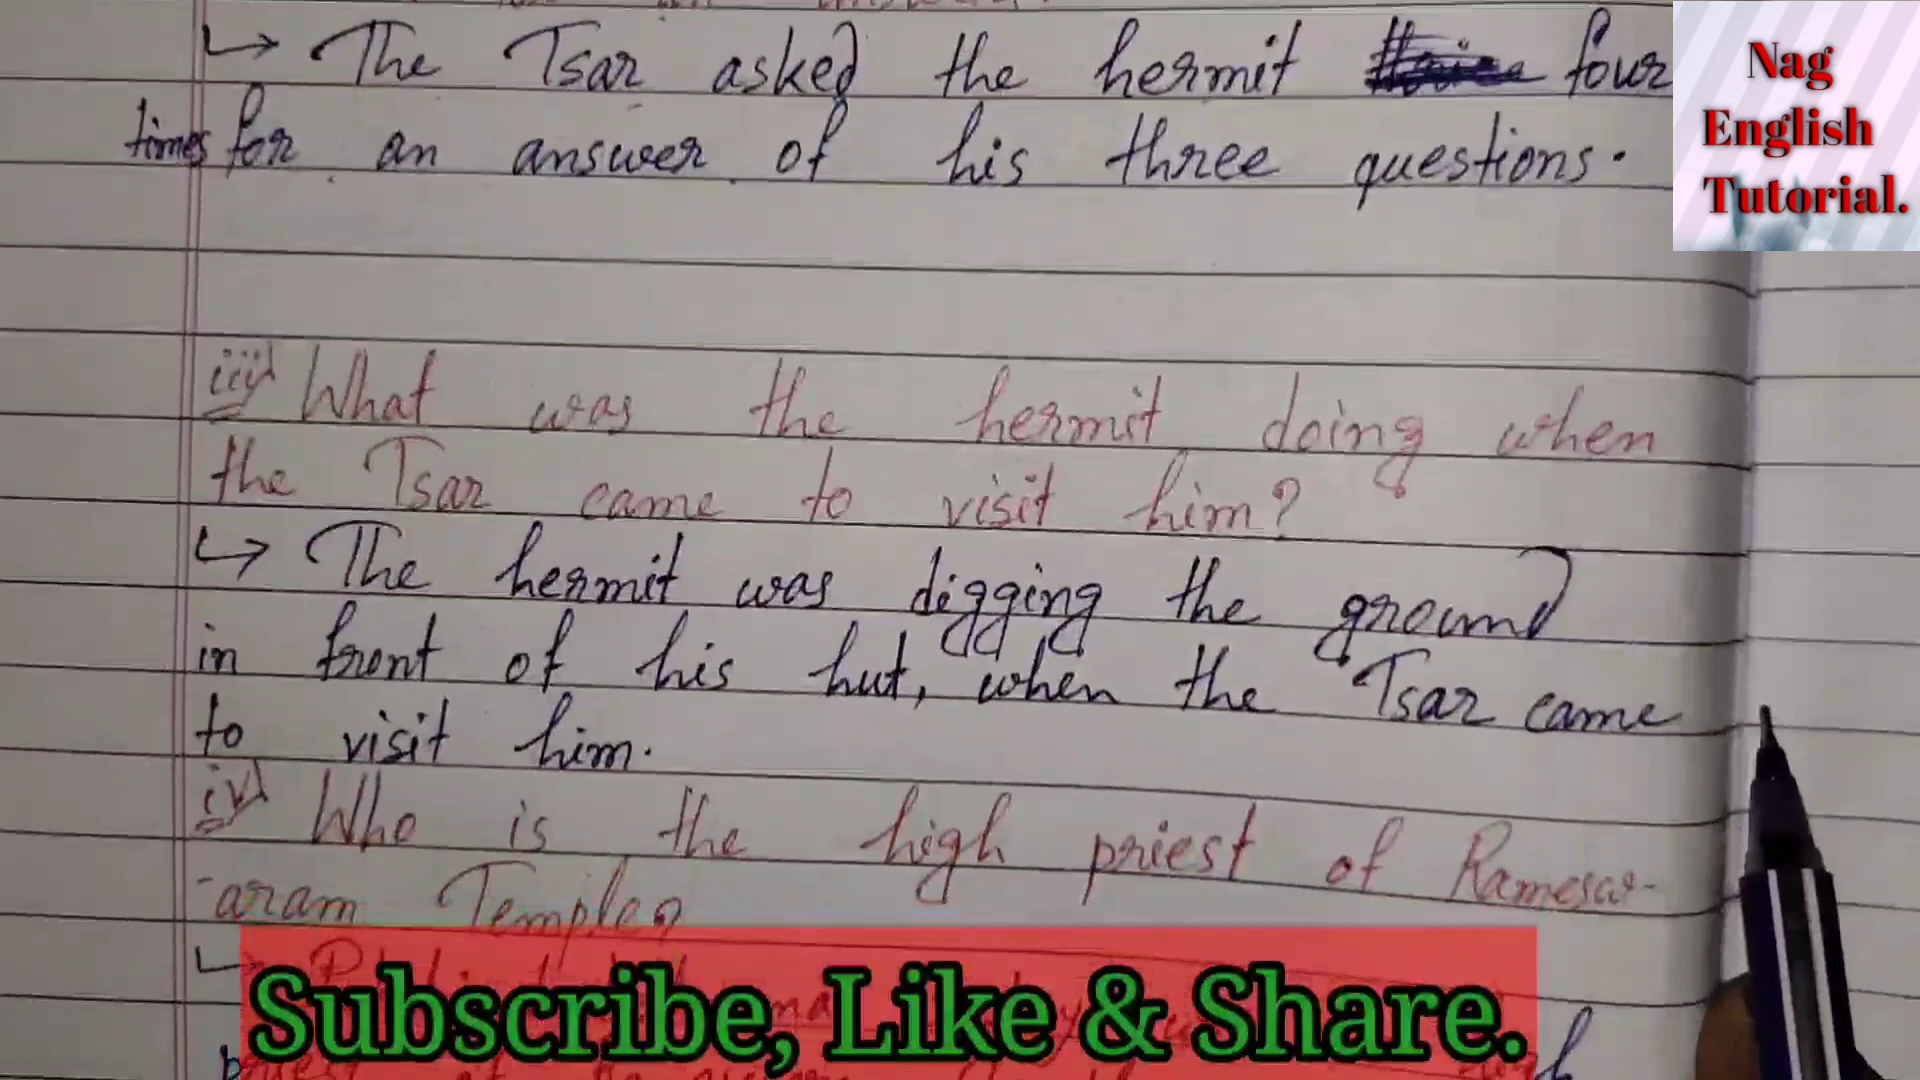 ↳ The Tsar asked the hermit four
times for an answer of his three questions.
iii) What was the hermit doing when
the Tsar came to visit him?
↳ The hermit was digging the ground
in front of his hut, when the Tsar came
to visit him.
iv) Who is the high priest of Ramesw-
-aram Temple?
Subscribe, Like & Share.
Nag
English
Tutorial.